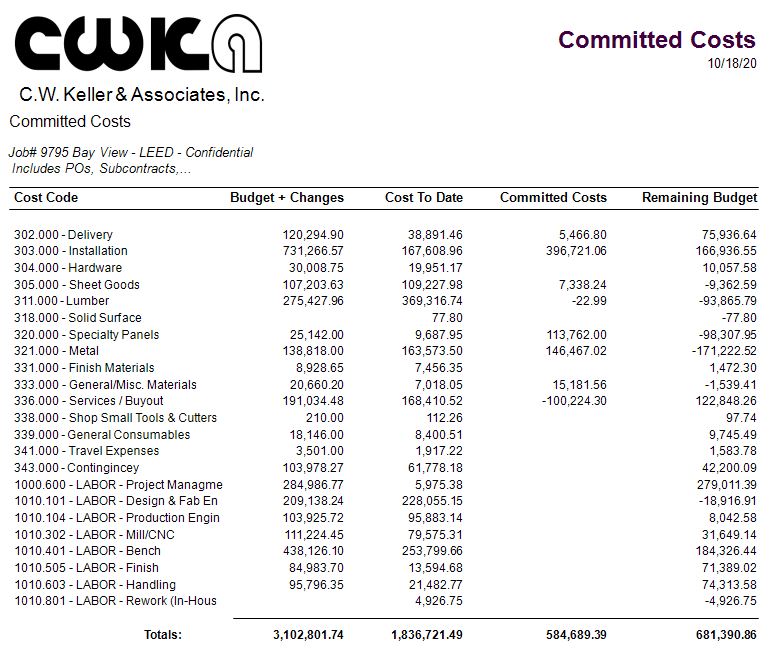 CWKA
Committed Costs
10/18/20
C.W. Keller & Associates, Inc.
Committed Costs
Job# 9795 Bay View - LEED - Confidential
Includes POs, Subcontracts,...
Cost Code Budget + Changes Cost To Date Committed Costs Remaining Budget
302.000 - Delivery 120,294.90 38,891.46 5,466.80 75,936.64
303.000 - Installation 731,266.57 167,608.96 396,721.06 166,936.55
304.000 - Hardware 30,008.75 19,951.17 10,057.58
305.000 - Sheet Goods 107,203.63 109,227.98 7,338.24 -9,362.59
311.000 - Lumber 275,427.96 369,316.74 -22.99 -93,865.79
318.000 - Solid Surface 77.80 -77.80
320.000 - Specialty Panels 25,142.00 9,687.95 113,762.00 -98,307.95
321.000 - Metal 138,818.00 163,573.50 146,467.02 -171,222.52
331.000 - Finish Materials 8,928.65 7,456.35 1,472.30
333.000 - General/Misc. Materials 20,660.20 7,018.05 15,181.56 -1,539.41
336.000 - Services / Buyout 191,034.48 168,410.52 -100,224.30 122,848.26
338.000 - Shop Small Tools & Cutters 210.00 112.26 97.74
339.000 - General Consumables 18,146.00 8,400.51 9,745.49
341.000 - Travel Expenses 3,501.00 1,917.22 1,583.78
343.000 - Contingincey 103,978.27 61,778.18 42,200.09
1000.600 - LABOR - Project Managme 284,986.77 5,975.38 279,011.39
1010.101 - LABOR - Design & Fab En 209,138.24 228,055.15 -18,916.91
1010.104 - LABOR - Production Engin 103,925.72 95,883.14 8,042.58
1010.302 - LABOR - Mill/CNC 111,224.45 79,575.31 31,649.14
1010.401 - LABOR - Bench 438,126.10 253,799.66 184,326.44
1010.505 - LABOR - Finish 84,983.70 13,594.68 71,389.02
1010.603 - LABOR - Handling 95,796.35 21,482.77 74,313.58
1010.801 - LABOR - Rework (In-Hous 4,926.75 -4,926.75
Totals: 3,102,801.74 1,836,721.49 584,689.39 681,390.86